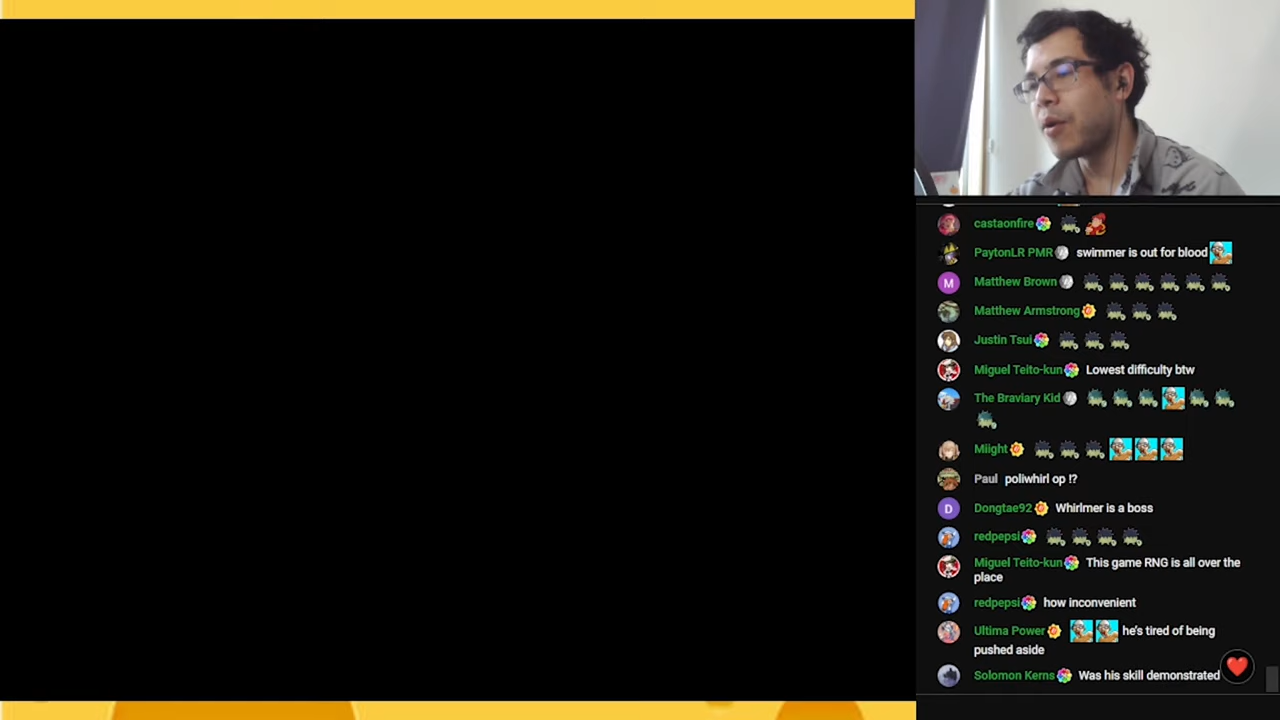 castaonfire
PaytonLR PMR swimmer is out for blood
M Matthew Brown
Matthew Armstrong
Justin Tsui
Miguel Teito-kun Lowest difficulty btw
The Braviary Kid
Miight
Paul poliwhirl op !?
D Dongtae92 Whirlmer is a boss
redpepsi
Miguel Teito-kun This game RNG is all over the
place
redpepsi how inconvenient
Ultima Power he's tired of being
pushed aside
Solomon Kerns Was his skill demonstrated